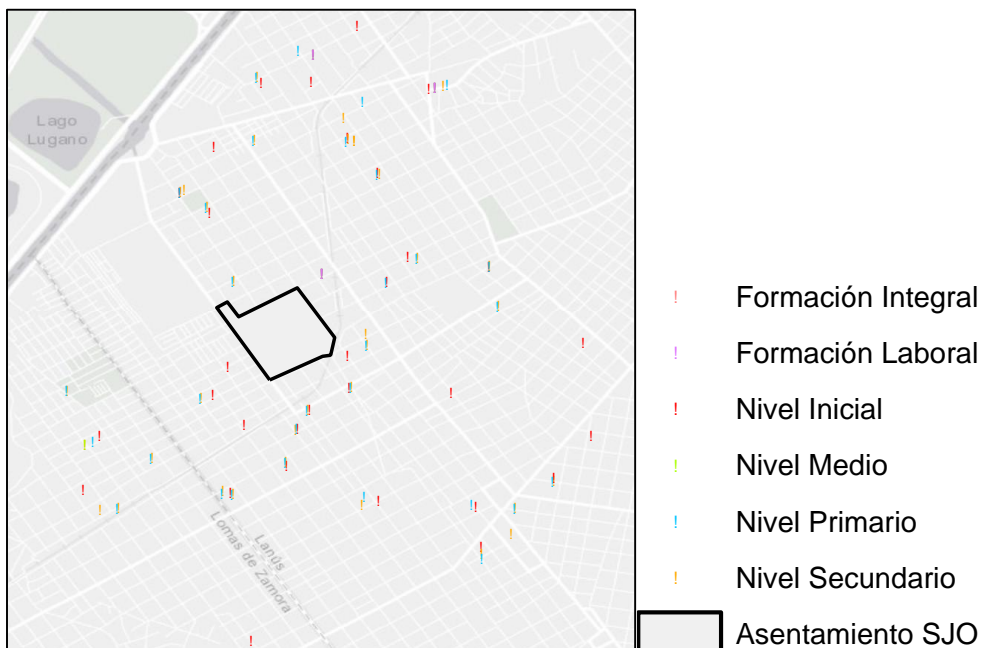 Lago
Lugano
Lanús
Lomas de Zamora
Formación Integral
Formación Laboral
Nivel Inicial
Nivel Medio
Nivel Primario
Nivel Secundario
Asentamiento SJO